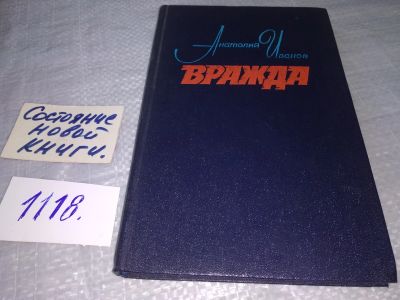 Анатолий Иванов
ВРАЖДА
Состояние
новой
книги.
1118.